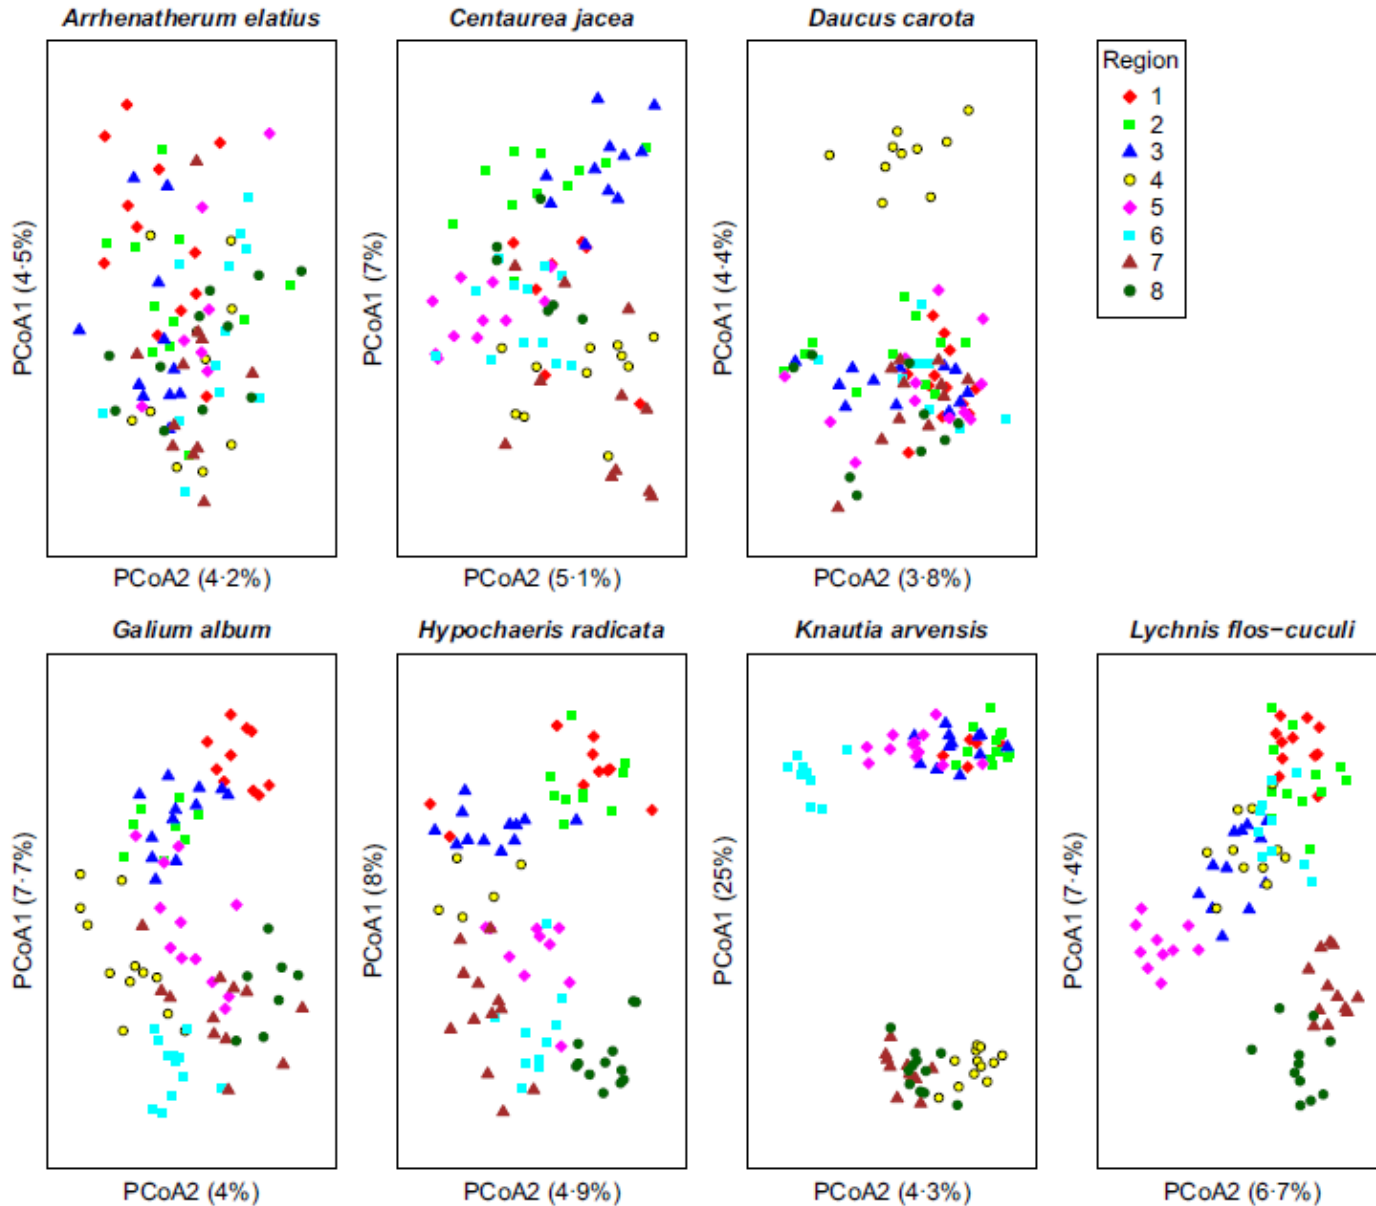 Arrhenatherum elatius
Centaurea jacea
Daucus carota
PCoA1 (4·5%)
PCoA2 (4·2%)
PCoA1 (7%)
PCoA2 (5·1%)
PCoA1 (4·4%)
PCoA2 (3·8%)
Region
1
2
3
4
5
6
7
8
Galium album
Hypochaeris radicata
Knautia arvensis
Lychnis flos−cuculi
PCoA1 (7·7%)
PCoA2 (4%)
PCoA1 (8%)
PCoA2 (4·9%)
PCoA1 (25%)
PCoA2 (4·3%)
PCoA1 (7·4%)
PCoA2 (6·7%)